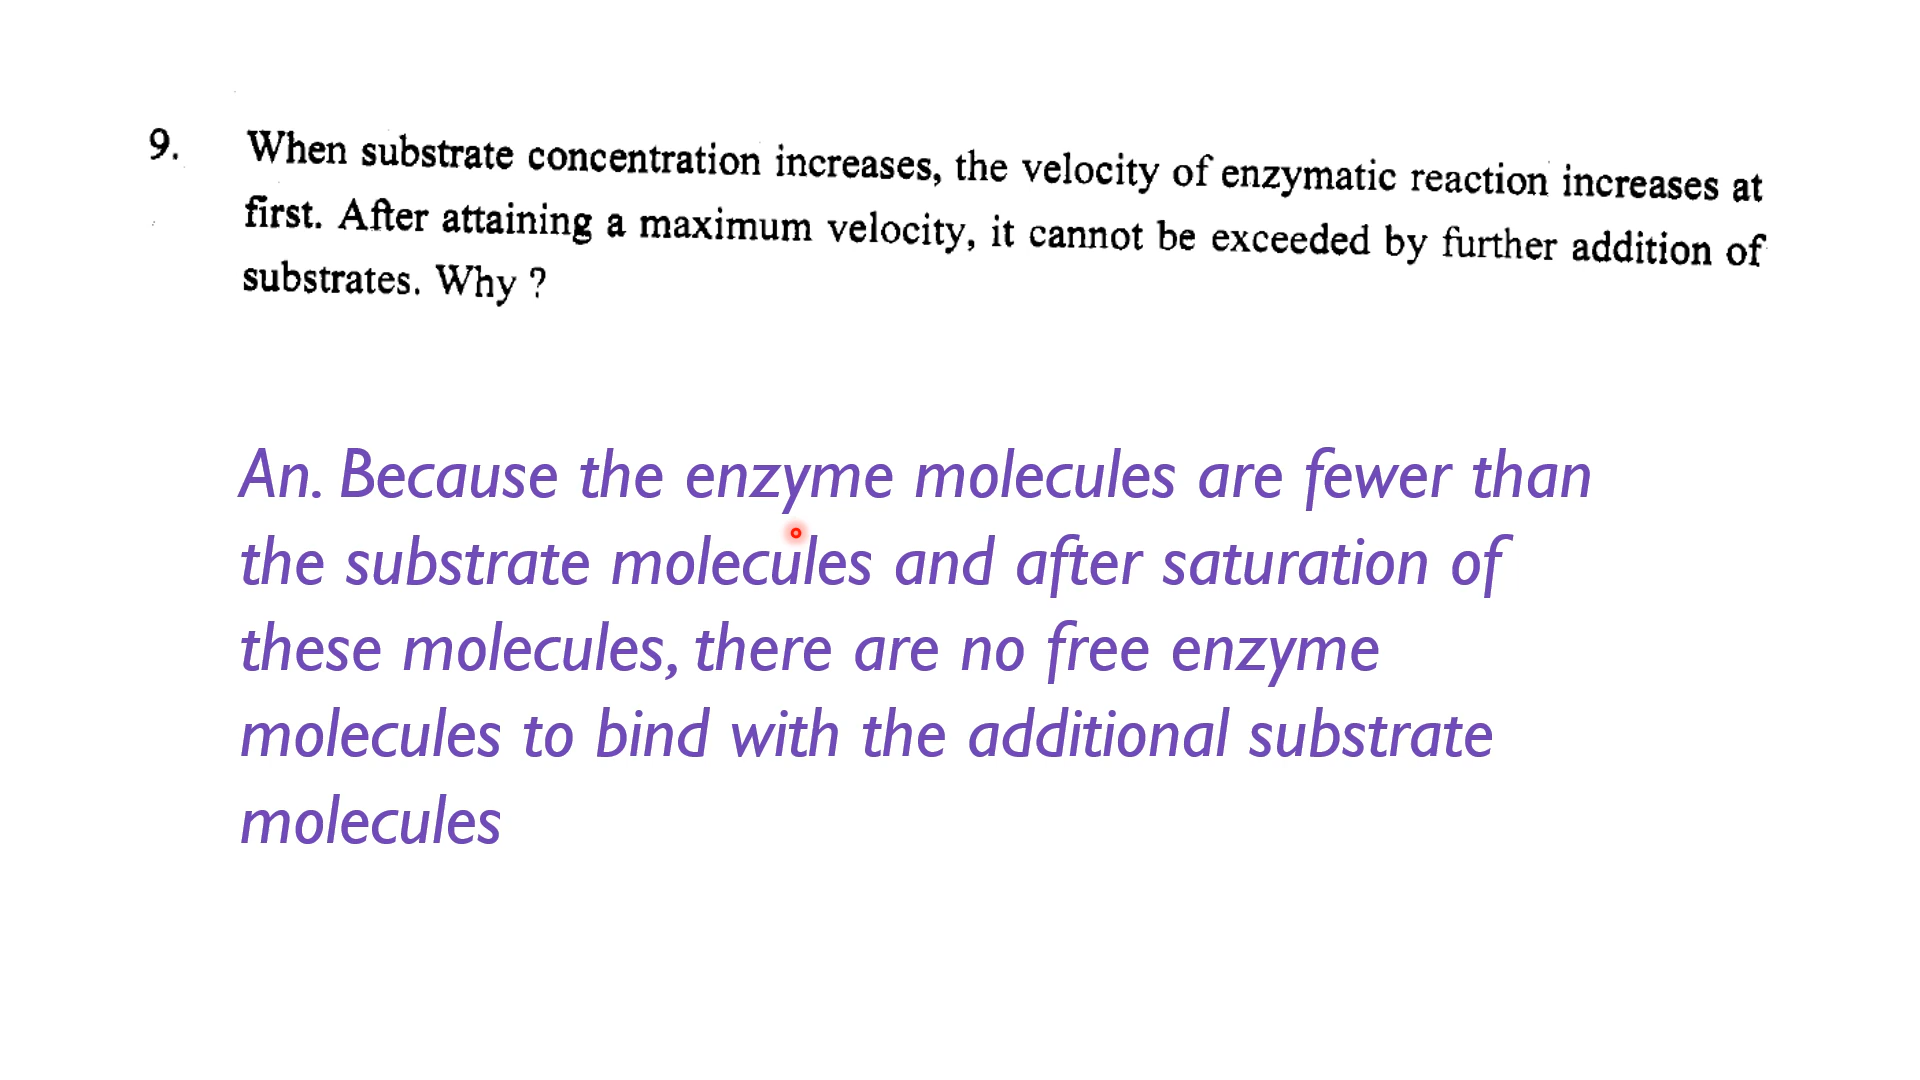 9. When substrate concentration increases, the velocity of enzymatic reaction increases at
first. After attaining a maximum velocity, it cannot be exceeded by further addition of
substrates. Why ?
An. Because the enzyme molecules are fewer than
the substrate molecules and after saturation of
these molecules, there are no free enzyme
molecules to bind with the additional substrate
molecules